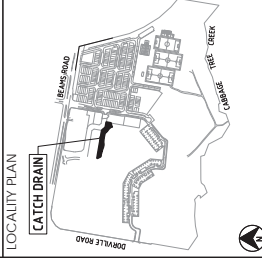 LOCALITY PLAN
CATCH DRAIN
BEAMS ROAD
DORVILLE ROAD
CABBAGE
TREE
CREEK
N